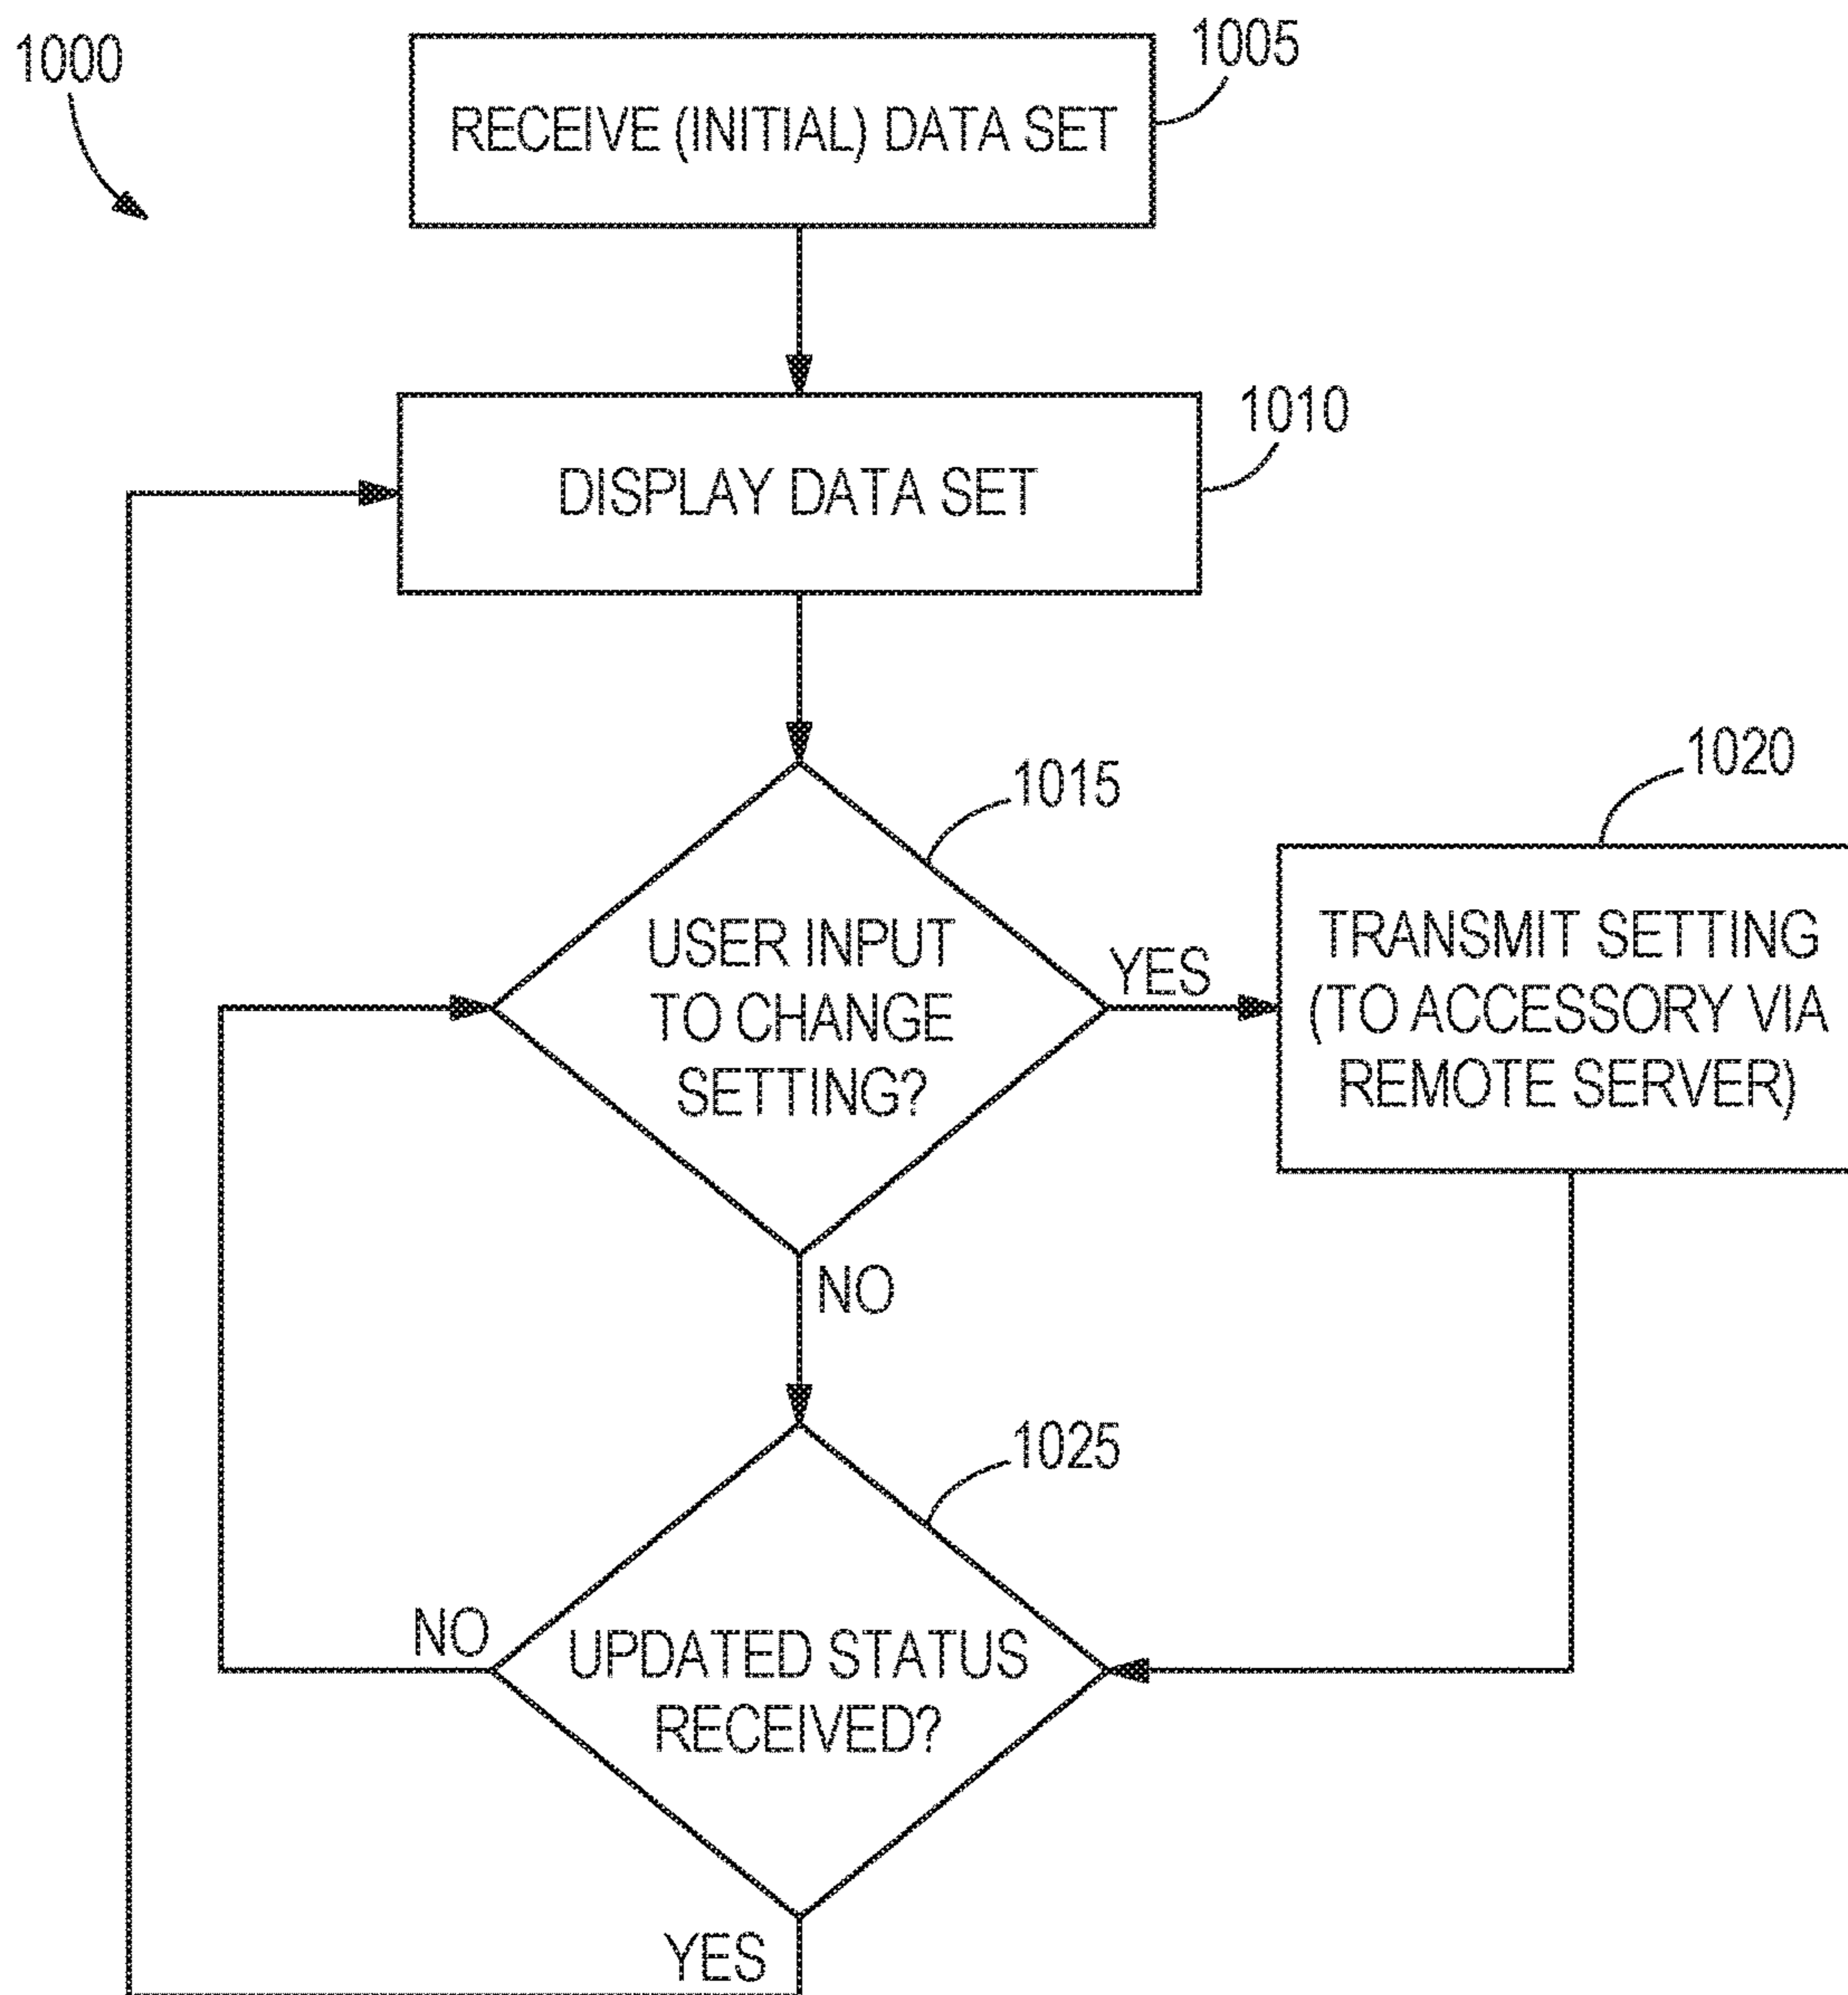 1000
1005
RECEIVE (INITIAL) DATA SET
1010
DISPLAY DATA SET
1015
USER INPUT
TO CHANGE
SETTING?
YES
1020
TRANSMIT SETTING
(TO ACCESSORY VIA
REMOTE SERVER)
NO
1025
UPDATED STATUS
RECEIVED?
NO
YES